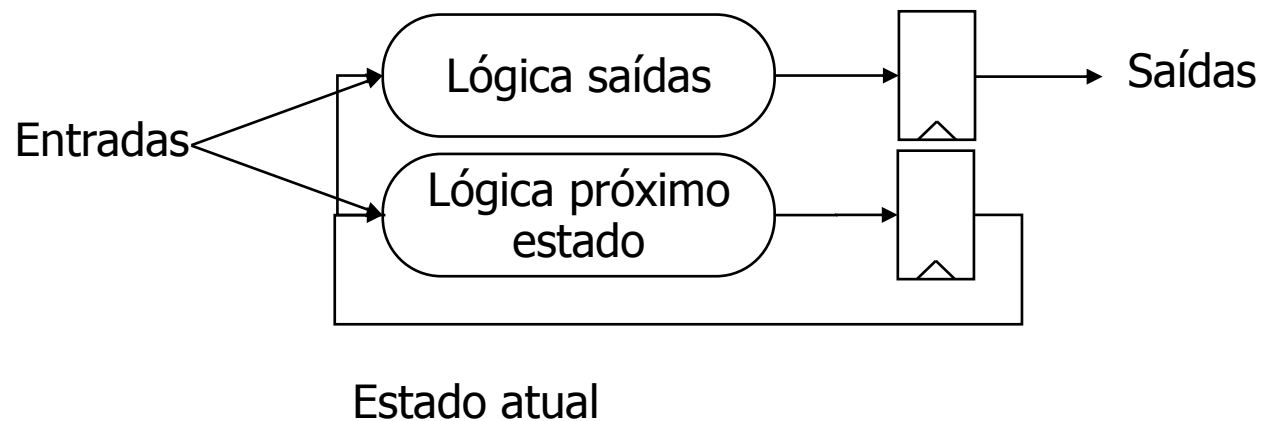 Lógica saídas
Saídas
Entradas
Lógica próximo
estado
Estado atual